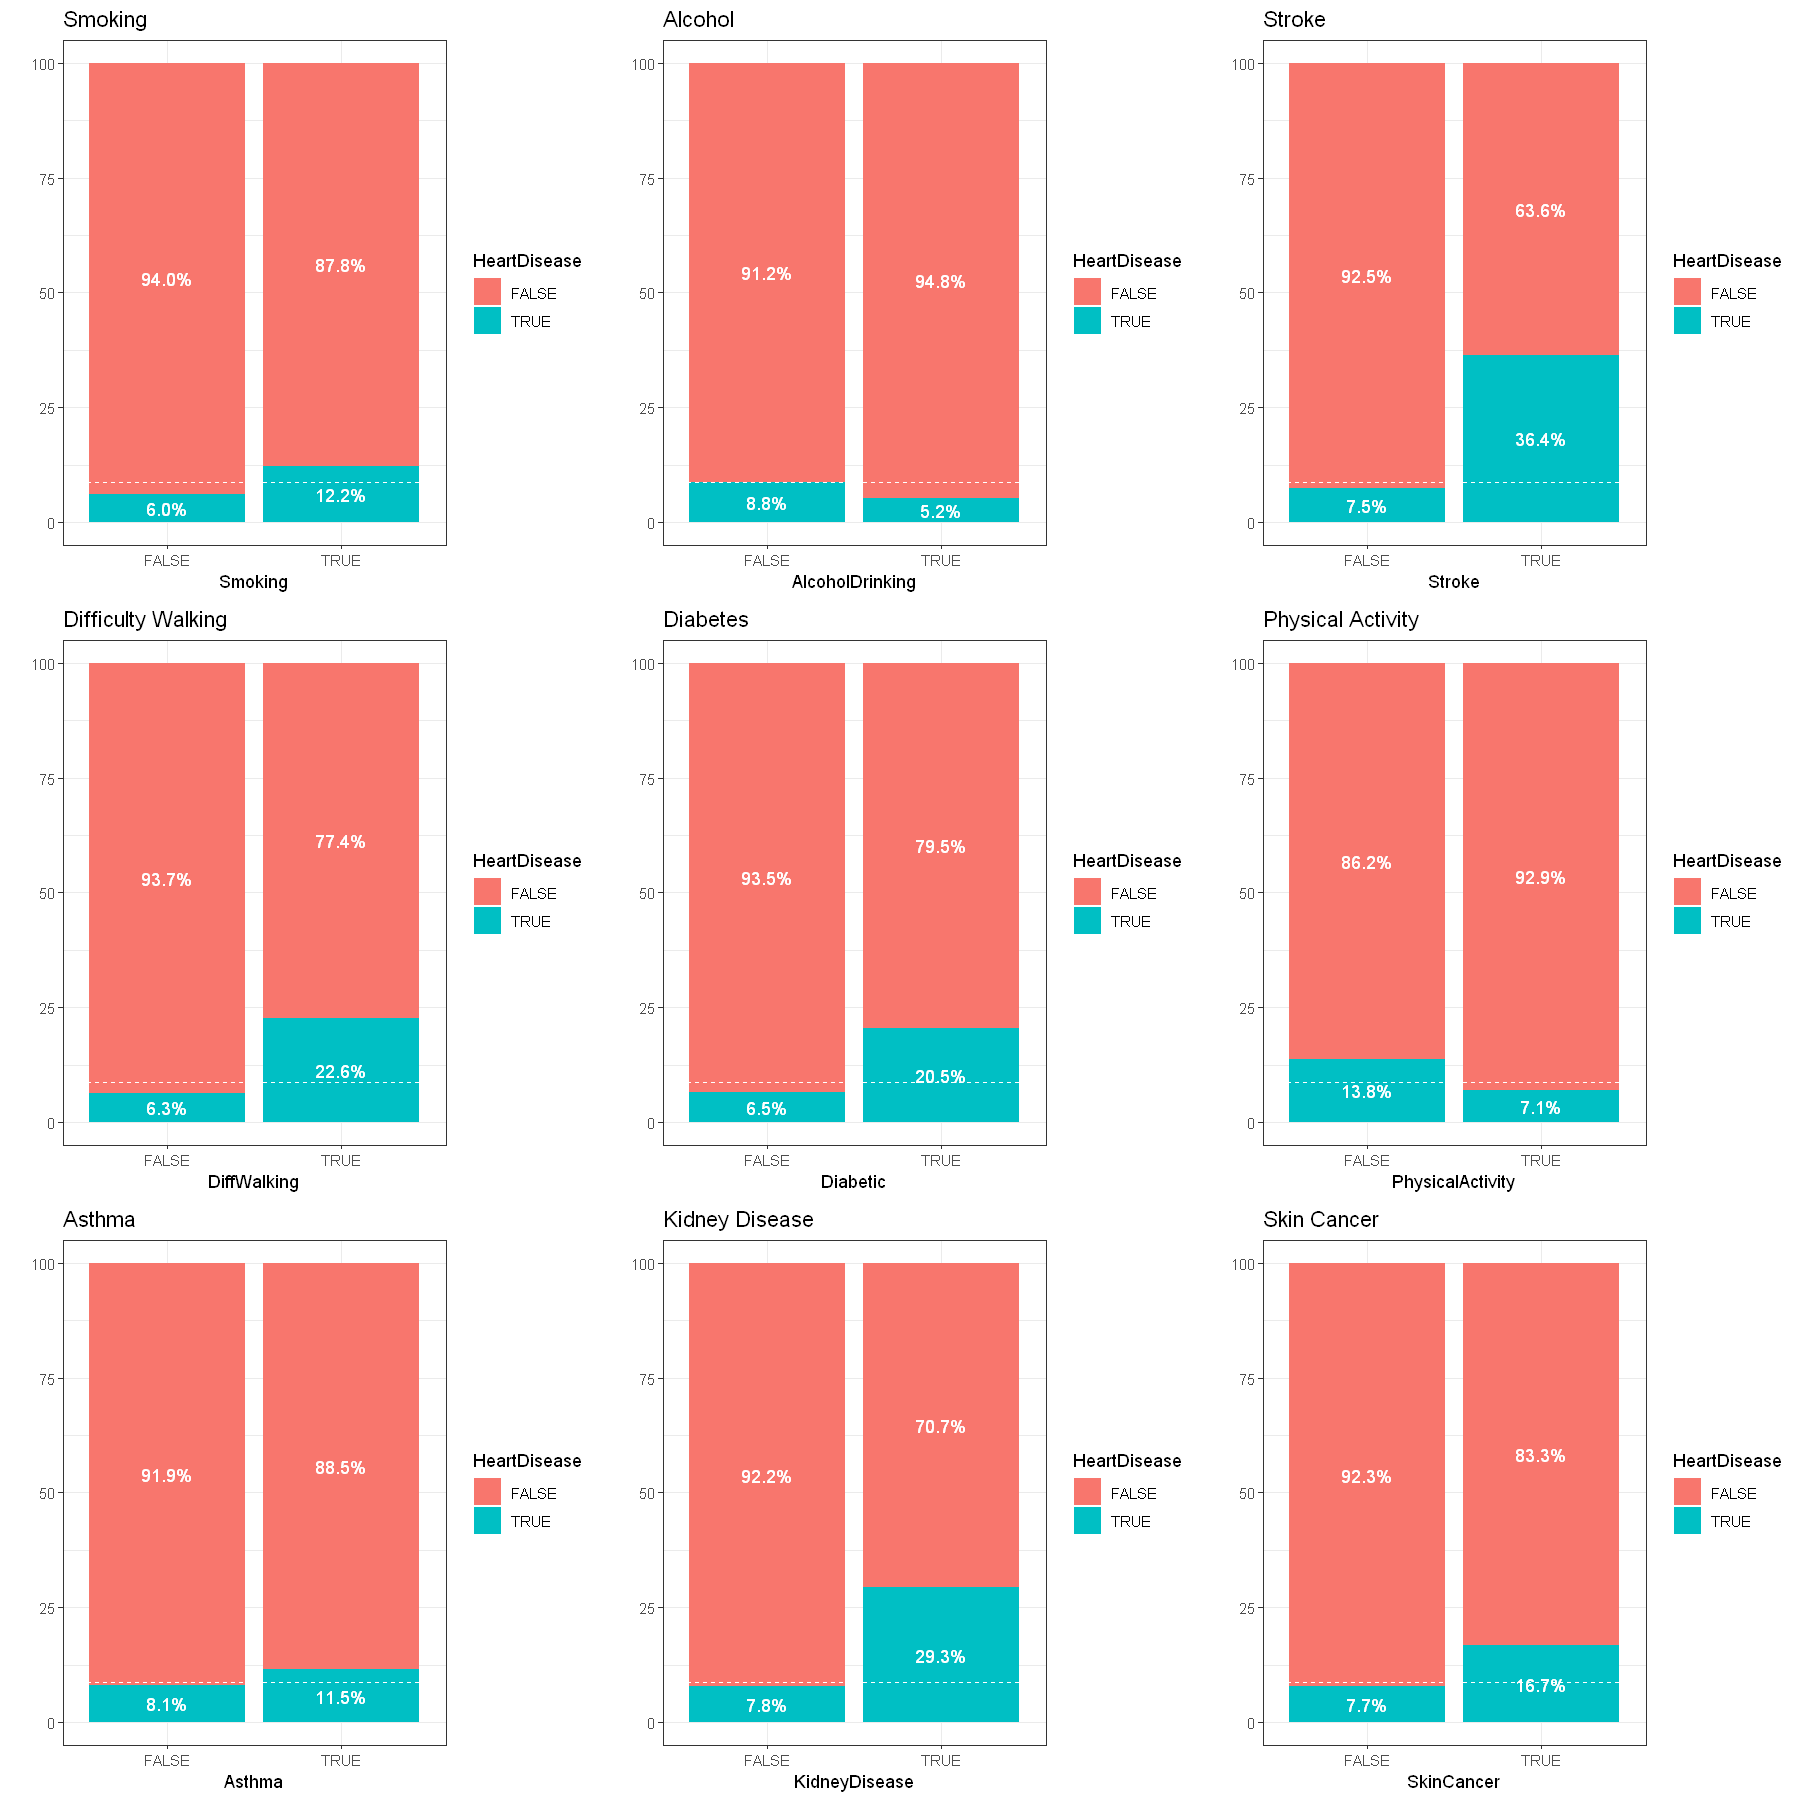 Smoking
100
75
50
25
0
94.0%
87.8%
6.0%
12.2%
FALSE TRUE
Smoking
HeartDisease
FALSE
TRUE
Alcohol
100
75
50
25
0
91.2%
94.8%
8.8%
5.2%
FALSE TRUE
AlcoholDrinking
HeartDisease
FALSE
TRUE
Stroke
100
75
50
25
0
92.5%
63.6%
7.5%
36.4%
FALSE TRUE
Stroke
HeartDisease
FALSE
TRUE
Difficulty Walking
100
75
50
25
0
93.7%
77.4%
6.3%
22.6%
FALSE TRUE
DiffWalking
HeartDisease
FALSE
TRUE
Diabetes
100
75
50
25
0
93.5%
79.5%
6.5%
20.5%
FALSE TRUE
Diabetic
HeartDisease
FALSE
TRUE
Physical Activity
100
75
50
25
0
86.2%
92.9%
13.8%
7.1%
FALSE TRUE
PhysicalActivity
HeartDisease
FALSE
TRUE
Asthma
100
75
50
25
0
91.9%
88.5%
8.1%
11.5%
FALSE TRUE
Asthma
HeartDisease
FALSE
TRUE
Kidney Disease
100
75
50
25
0
92.2%
70.7%
7.8%
29.3%
FALSE TRUE
KidneyDisease
HeartDisease
FALSE
TRUE
Skin Cancer
100
75
50
25
0
92.3%
83.3%
7.7%
16.7%
FALSE TRUE
SkinCancer
HeartDisease
FALSE
TRUE